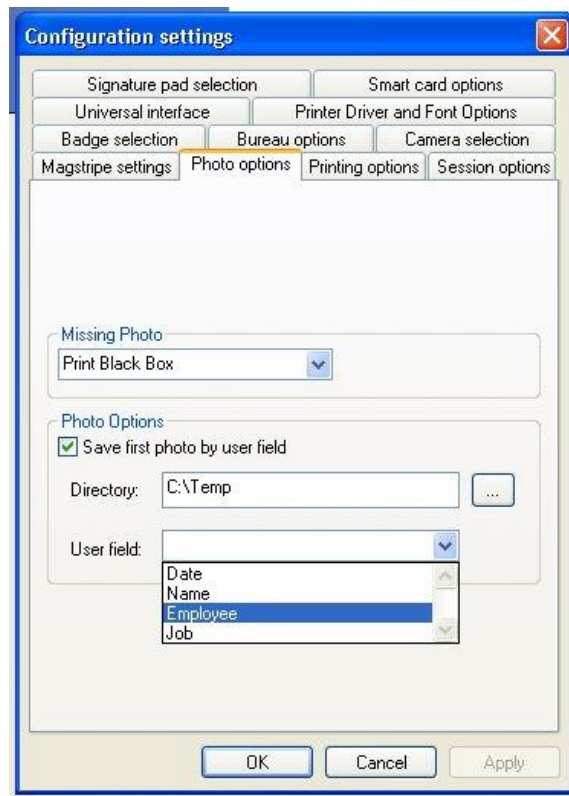 Configuration settings
Signature pad selection Smart card options
Universal interface Printer Driver and Font Options
Badge selection Bureau options Camera selection
Magstripe settings Photo options Printing options Session options
Missing Photo
Print Black Box
Photo Options
Save first photo by user field
Directory: C:\Temp ...
User field:
Date
Name
Employee
Job
OK Cancel Apply